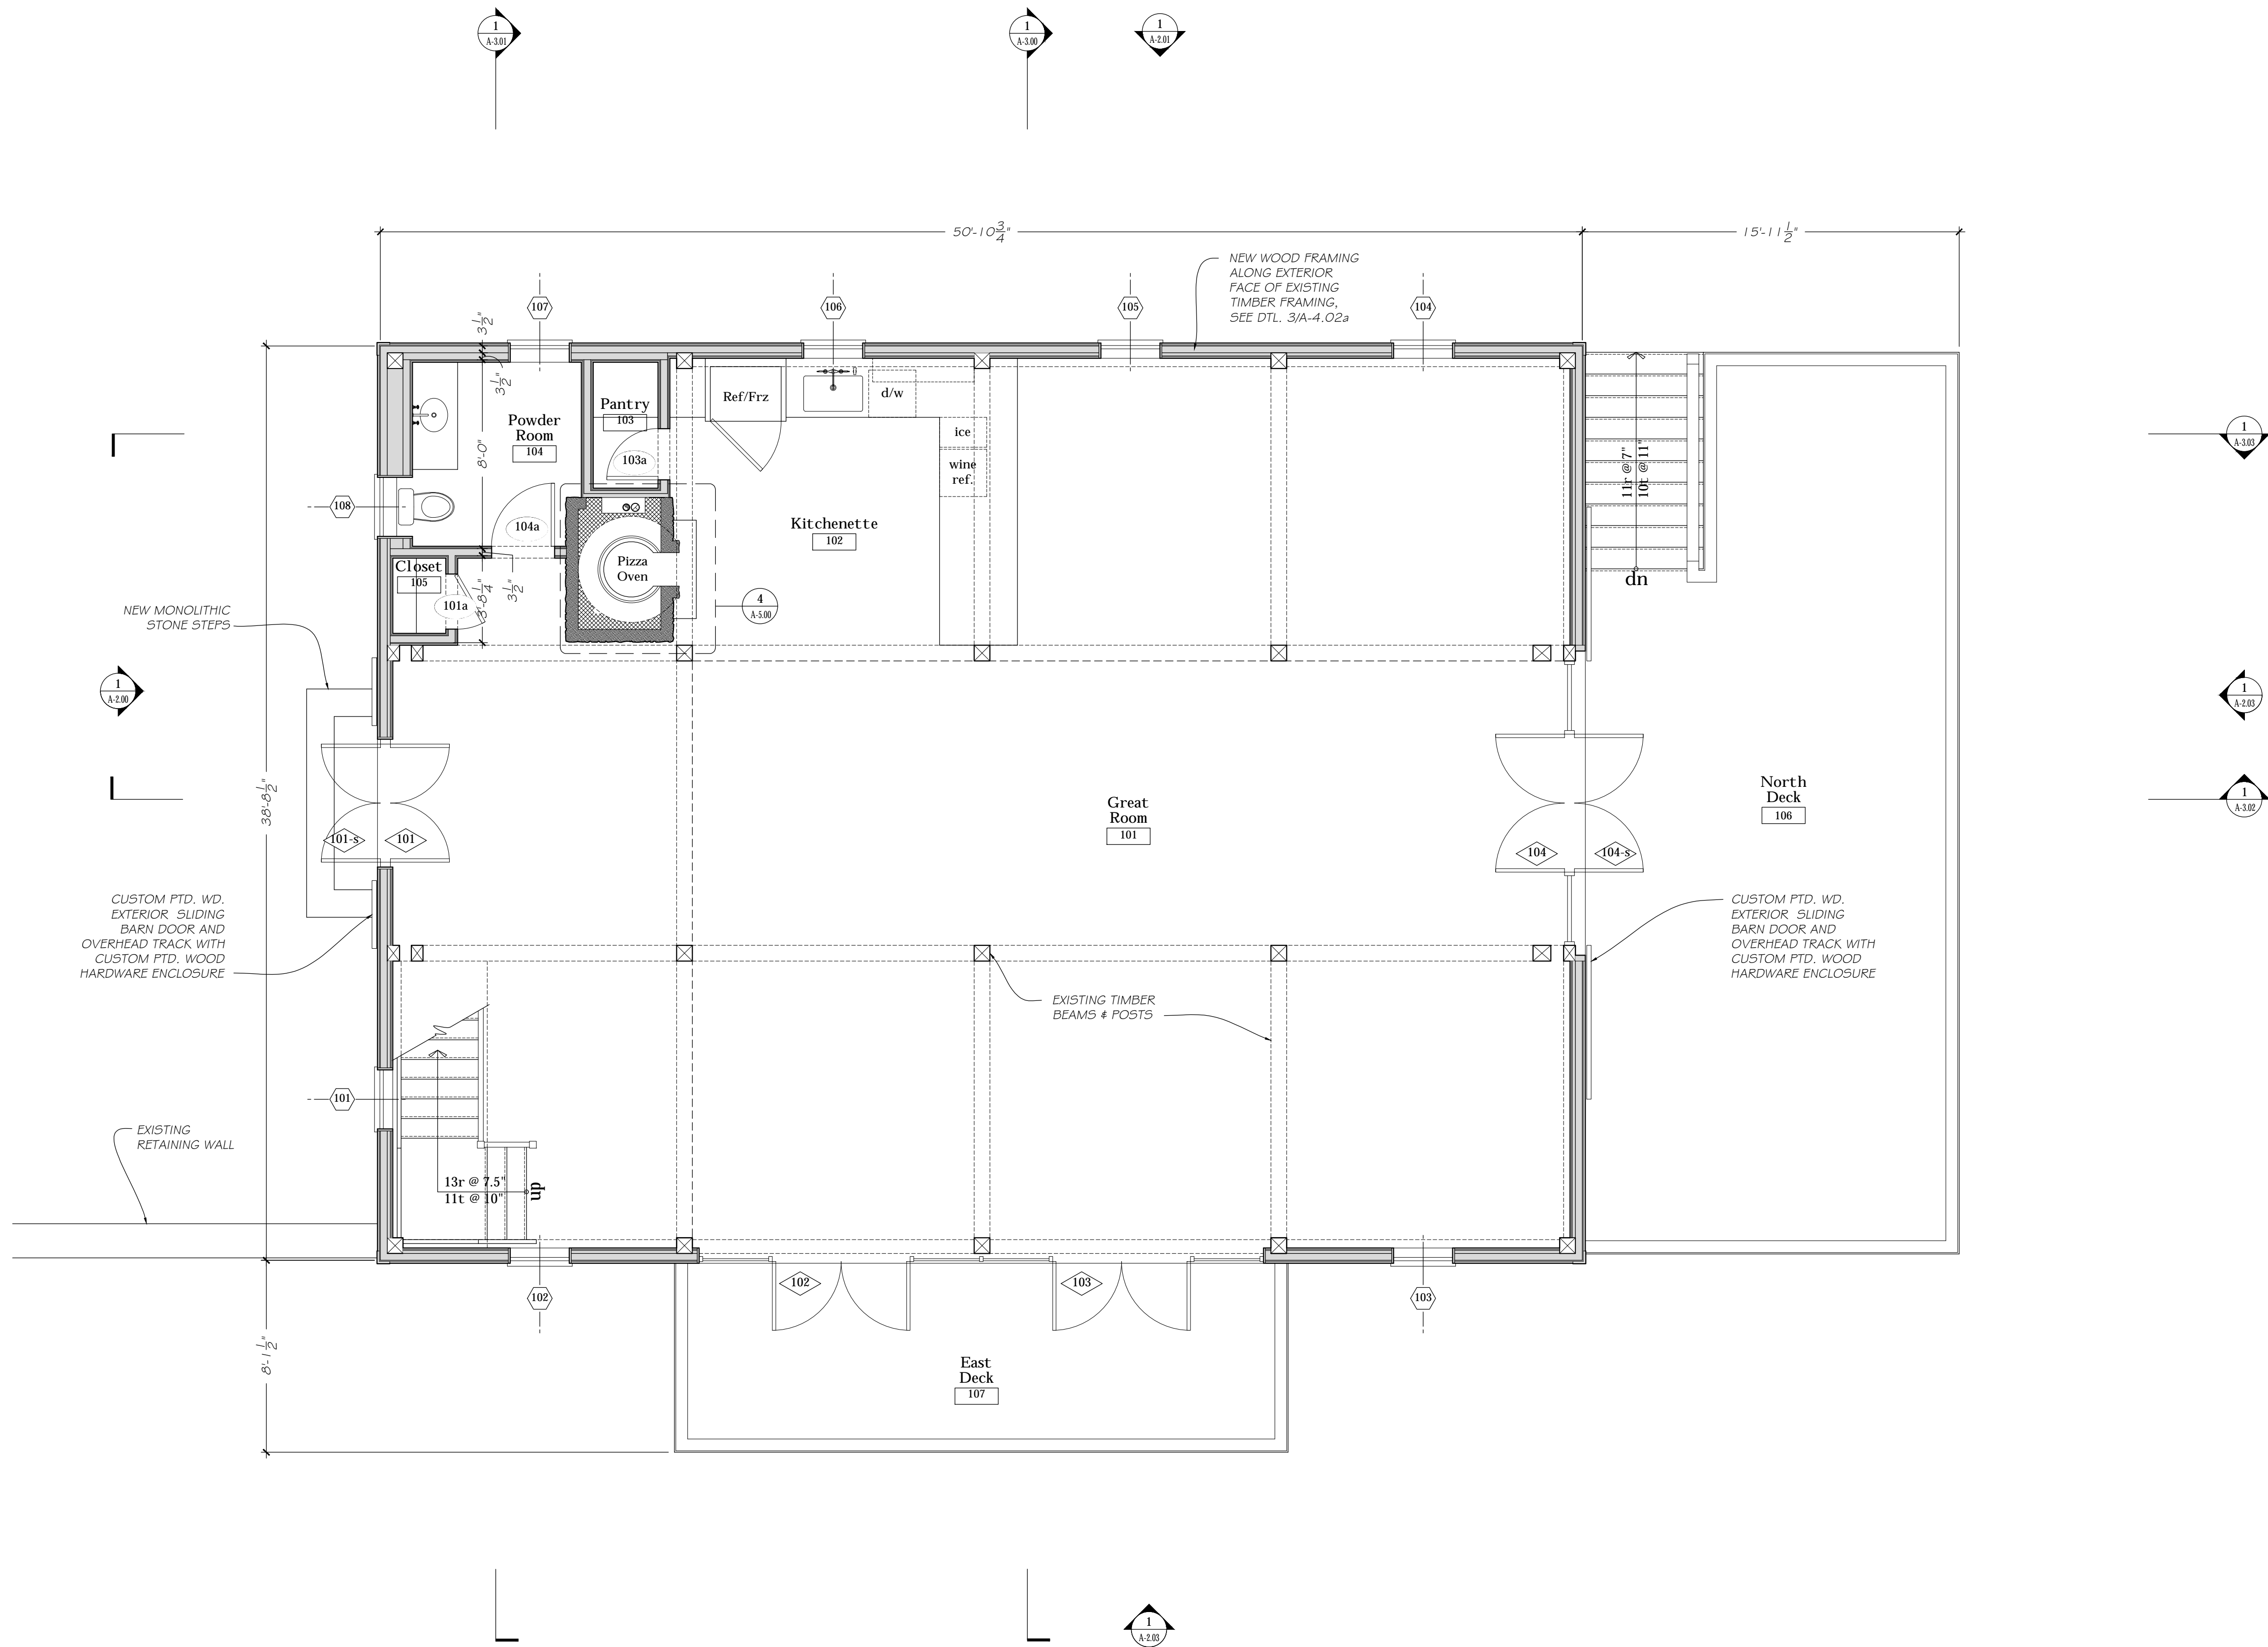 1
A-3.01
1
A-3.00
1
A-2.01
50'-10 3/4"
15'-11 1/2"
NEW WOOD FRAMING
ALONG EXTERIOR
FACE OF EXISTING
TIMBER FRAMING,
SEE DTL. 3/A-4.02a
107
106
105
104
3 1/2"
3 1/2"
8'-0"
Powder
Room
104
Pantry
103
103a
Ref/Frz
d/w
ice
wine
ref.
11r @ 7"
10t @ 11"
dn
1
A-3.03
108
104a
Kitchenette
102
Pizza
Oven
Closet
105
101a
3'-8 1/4"
3 1/2"
4
A-5.00
NEW MONOLITHIC
STONE STEPS
1
A-2.00
1
A-2.03
38'-8 1/2"
101-s
101
Great
Room
101
104
104-s
North
Deck
106
1
A-3.02
CUSTOM PTD. WD.
EXTERIOR SLIDING
BARN DOOR AND
OVERHEAD TRACK WITH
CUSTOM PTD. WOOD
HARDWARE ENCLOSURE
CUSTOM PTD. WD.
EXTERIOR SLIDING
BARN DOOR AND
OVERHEAD TRACK WITH
CUSTOM PTD. WOOD
HARDWARE ENCLOSURE
EXISTING TIMBER
BEAMS & POSTS
101
EXISTING
RETAINING WALL
13r @ 7.5"
11t @ 10"
up
102
102
103
103
8'-1 1/2"
East
Deck
107
1
A-2.03